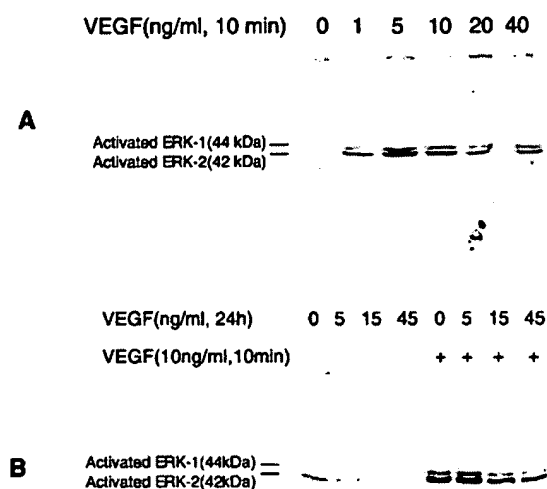 VEGF(ng/ml, 10 min) 0 1 5 10 20 40
A
Activated ERK-1(44 kDa)
Activated ERK-2(42 kDa)
VEGF(ng/ml, 24h) 0 5 15 45 0 5 15 45
VEGF(10ng/ml,10min) + + + +
B
Activated ERK-1(44kDa)
Activated ERK-2(42kDa)